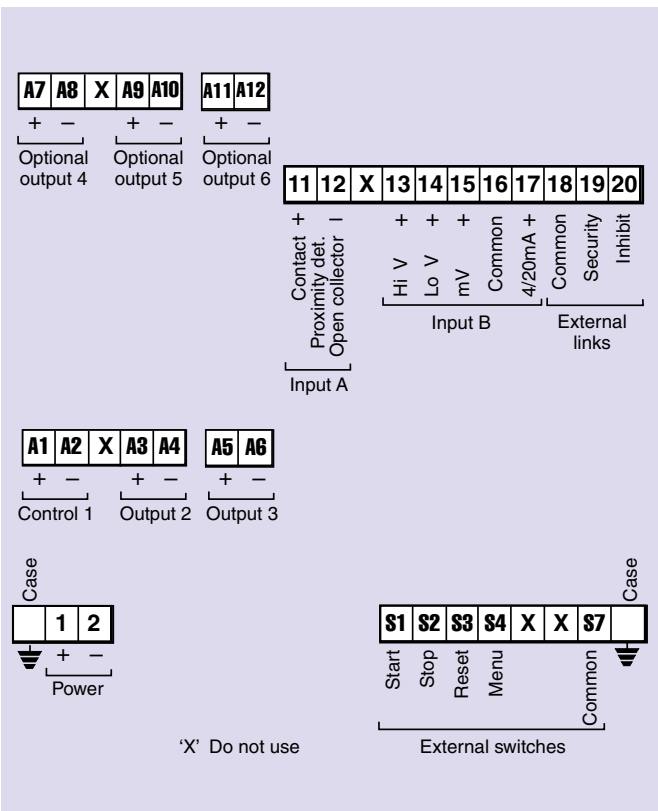 A7 A8 X A9 A10 A11 A12
+ – + – + –
Optional output 4
Optional output 5
Optional output 6
11 12 X 13 14 15 16 17 18 19 20
Contact +
Proximity det.
Open collector –
Hi V +
Lo V +
mV +
Common
4/20mA +
Common
Security
Inhibit
Input A
Input B
External links
A1 A2 X A3 A4 A5 A6
+ – + – + –
Control 1 Output 2 Output 3
Case
1 2
+ –
Power
S1 S2 S3 S4 X X S7
Start
Stop
Reset
Menu
Common
Case
External switches
'X' Do not use